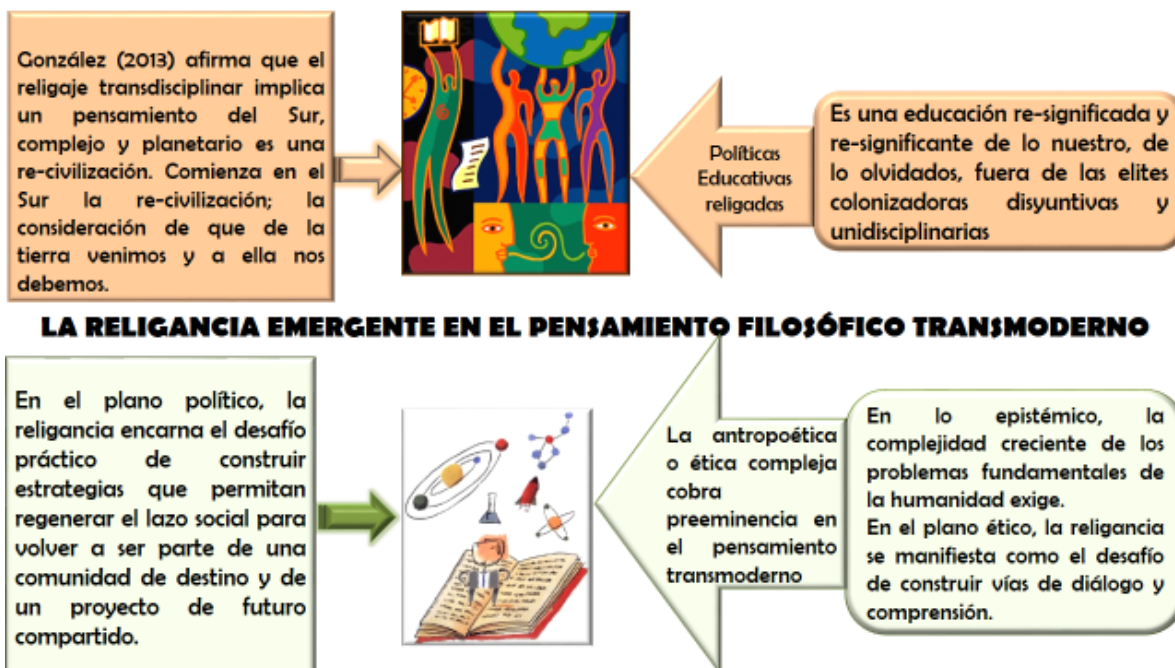 González (2013) afirma que el
religaje transdisciplinar implica
un pensamiento del Sur,
complejo y planetario es una
re-civilización. Comienza en el
Sur la re-civilización; la
consideración de que de la
tierra venimos y a ella nos
debemos.
Políticas
Educativas
religadas
Es una educación re-significada y
re-significante de lo nuestro, de
lo olvidados, fuera de las elites
colonizadoras disyuntivas y
unidisciplinarias
LA RELIGANCIA EMERGENTE EN EL PENSAMIENTO FILOSÓFICO TRANSMODERNO
En el plano político, la
religancia encarna el desafío
práctico de construir
estrategias que permitan
regenerar el lazo social para
volver a ser parte de una
comunidad de destino y de
un proyecto de futuro
compartido.
La antropoética
o ética compleja
cobra
preeminencia en
el pensamiento
transmoderno
En lo epistémico, la
complejidad creciente de los
problemas fundamentales de
la humanidad exige.
En el plano ético, la religancia
se manifiesta como el desafío
de construir vías de diálogo y
comprensión.